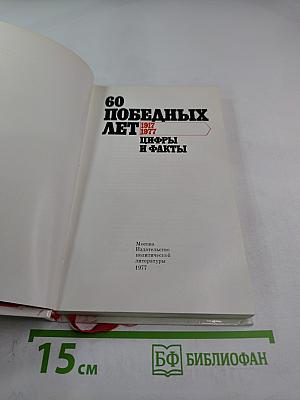 60
ПОБЕДНЫХ
ЛЕТ 1917
1977
ЦИФРЫ
И ФАКТЫ
Москва
Издательство
политической
литературы
1977
15 см
БФ БИБЛИОФАН